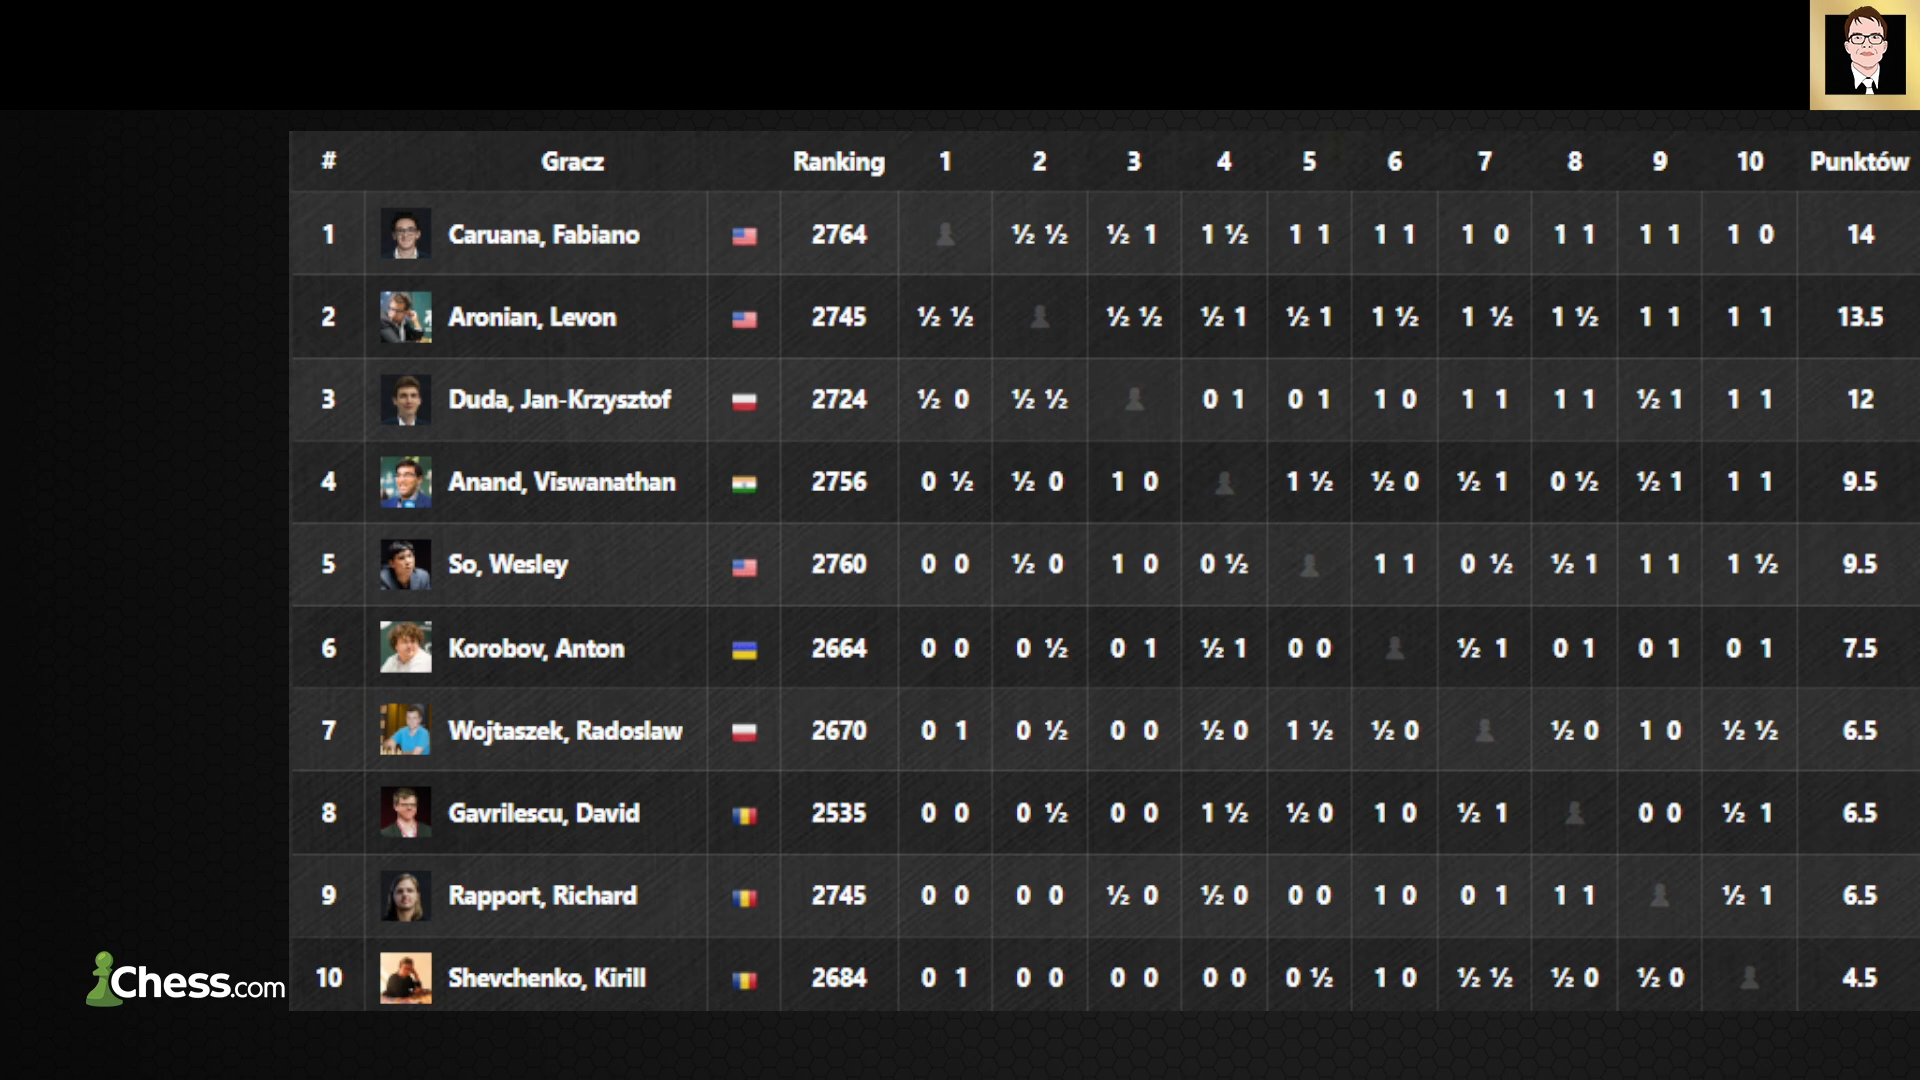 # Gracz Ranking 1 2 3 4 5 6 7 8 9 10 Punktów
1 Caruana, Fabiano 2764 ½ ½ ½ 1 1 ½ 1 1 1 1 1 0 1 1 1 1 1 0 14
2 Aronian, Levon 2745 ½ ½ ½ ½ ½ 1 ½ 1 1 ½ 1 ½ 1 ½ 1 1 1 1 13.5
3 Duda, Jan-Krzysztof 2724 ½ 0 ½ ½ 0 1 0 1 1 0 1 1 1 1 ½ 1 1 1 12
4 Anand, Viswanathan 2756 0 ½ ½ 0 1 0 1 ½ ½ 0 ½ 1 0 ½ ½ 1 1 1 9.5
5 So, Wesley 2760 0 0 ½ 0 1 0 0 ½ 1 1 0 ½ ½ 1 1 1 1 ½ 9.5
6 Korobov, Anton 2664 0 0 0 ½ 0 1 ½ 1 0 0 ½ 1 0 1 0 1 0 1 7.5
7 Wojtaszek, Radoslaw 2670 0 1 0 ½ 0 0 ½ 0 1 ½ ½ 0 ½ 0 1 0 ½ ½ 6.5
8 Gavrilescu, David 2535 0 0 0 ½ 0 0 1 ½ ½ 0 1 0 ½ 1 0 0 ½ 1 6.5
9 Rapport, Richard 2745 0 0 0 0 ½ 0 ½ 0 0 0 1 0 0 1 1 1 ½ 1 6.5
10 Shevchenko, Kirill 2684 0 1 0 0 0 0 0 0 0 ½ 1 0 ½ ½ ½ 0 ½ 0 4.5
Chess.com